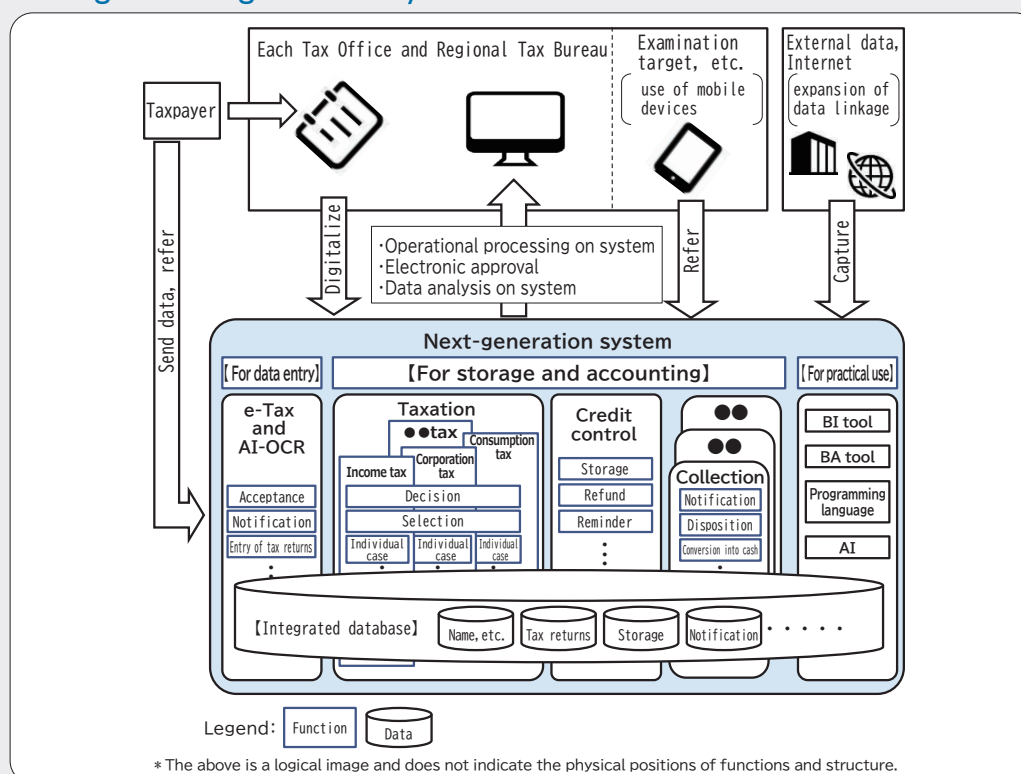 Each Tax Office and Regional Tax Bureau
Examination
target, etc.
use of mobile
devices
External data,
Internet
expansion of
data linkage
Taxpayer
Send data, refer
Digitalize
・Operational processing on system
・Electronic approval
・Data analysis on system
Refer
Capture
Next-generation system
【For data entry】
【For storage and accounting】
【For practical use】
e-Tax
and
AI-OCR
Acceptance
Notification
Entry of tax returns
⋮
Taxation
●●tax
Consumption
tax
Corporation
tax
Income tax
Decision
Selection
Individual
case
Individual
case
Individual
case
Credit
control
Storage
Refund
Reminder
⋮
●●
●●
Collection
Notification
Disposition
Conversion into cash
BI tool
BA tool
Programming
language
AI
【Integrated database】
Name, etc.
Tax returns
Storage
Notification
・・・・・
Legend:
Function
Data
* The above is a logical image and does not indicate the physical positions of functions and structure.